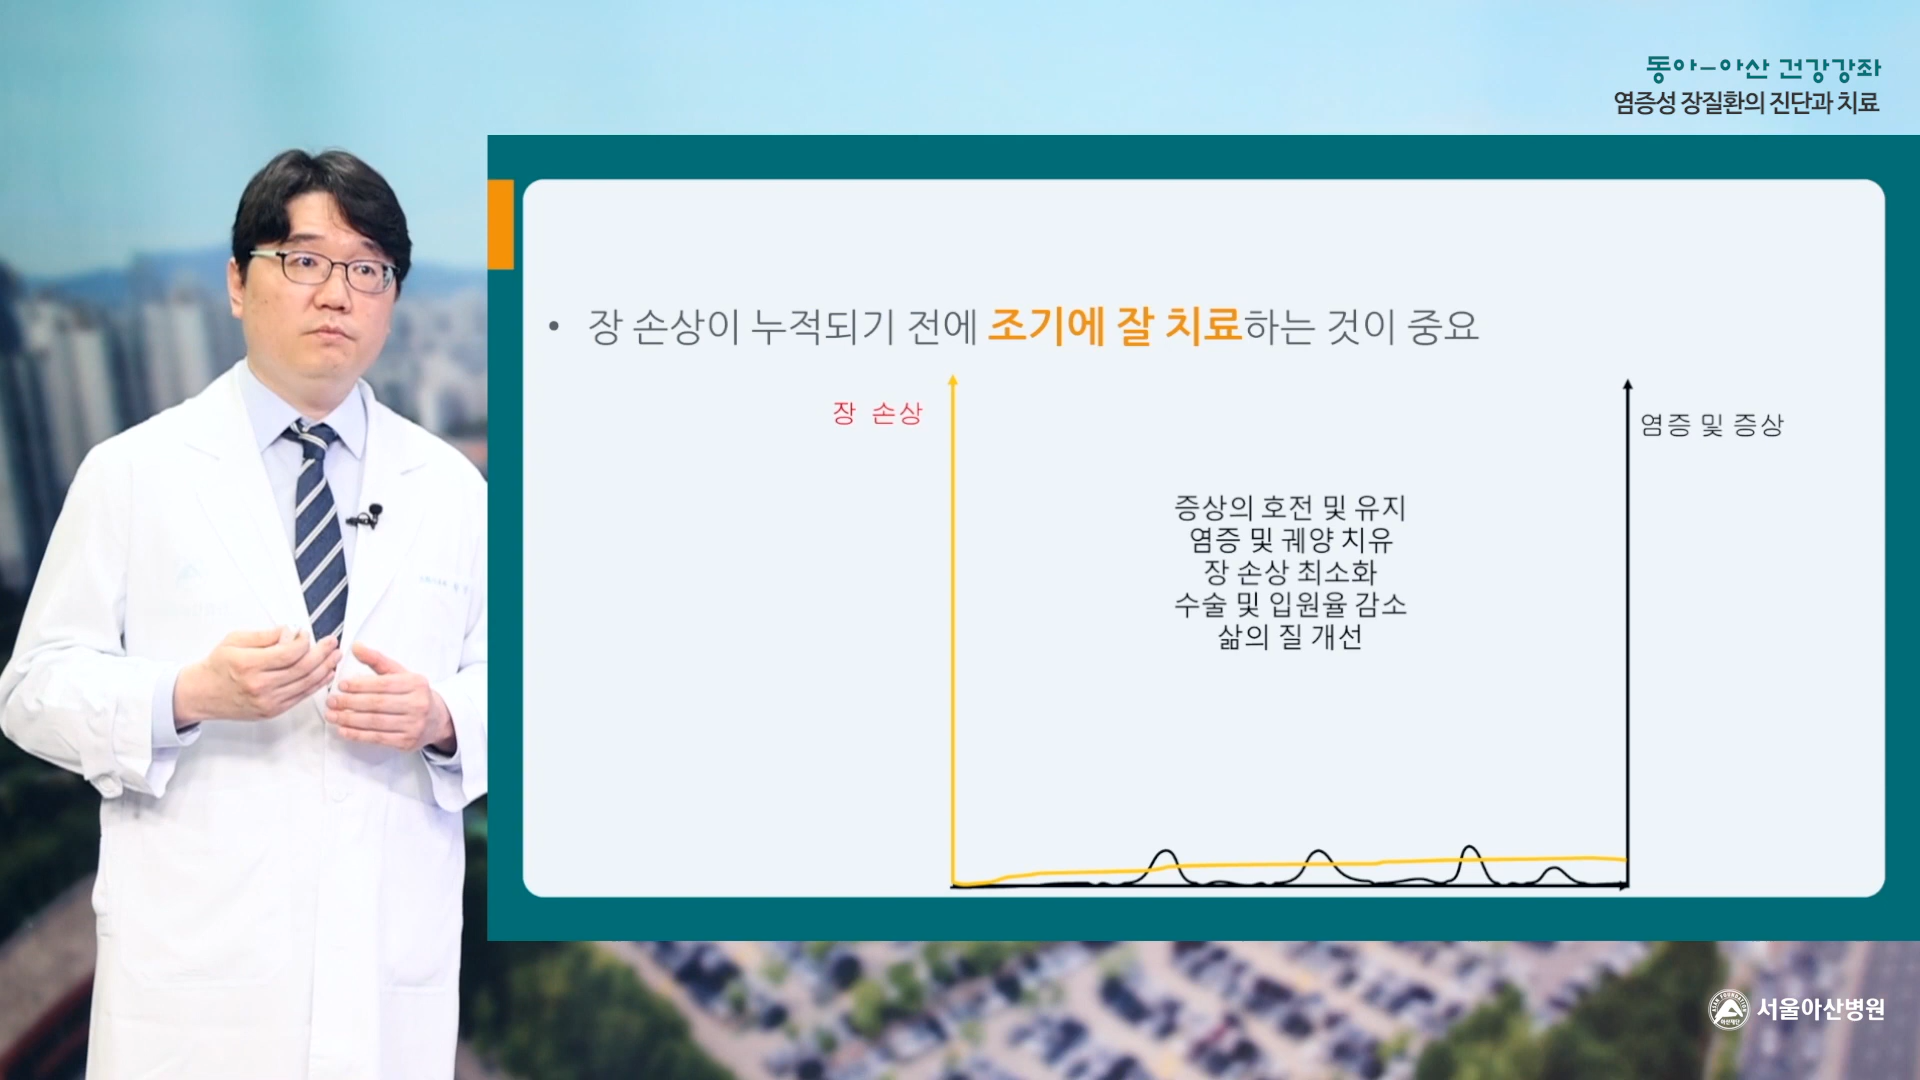 동아-아산 건강강좌
염증성 장질환의 진단과 치료
• 장 손상이 누적되기 전에 조기에 잘 치료하는 것이 중요
장 손상
염증 및 증상
증상의 호전 및 유지
염증 및 궤양 치유
장 손상 최소화
수술 및 입원율 감소
삶의 질 개선
서울아산병원